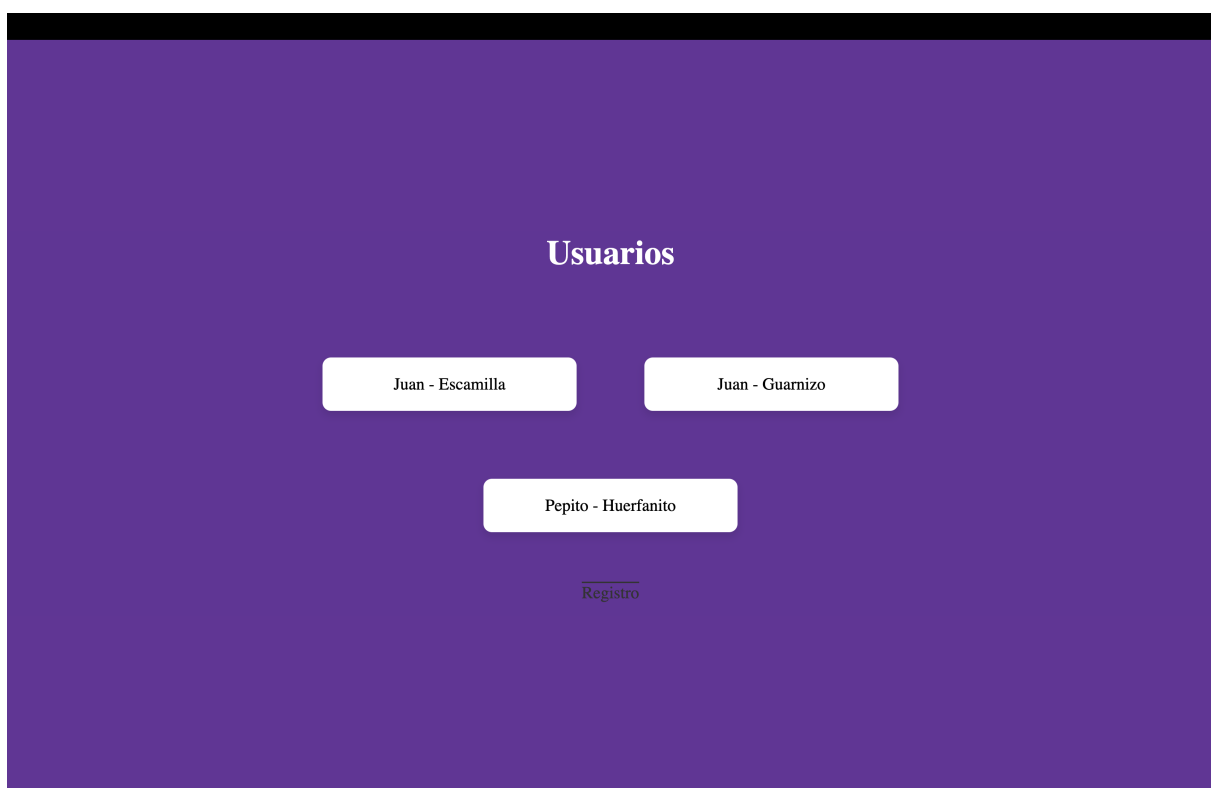 Usuarios
Juan - Escamilla
Juan - Guarnizo
Pepito - Huerfanito
Registro